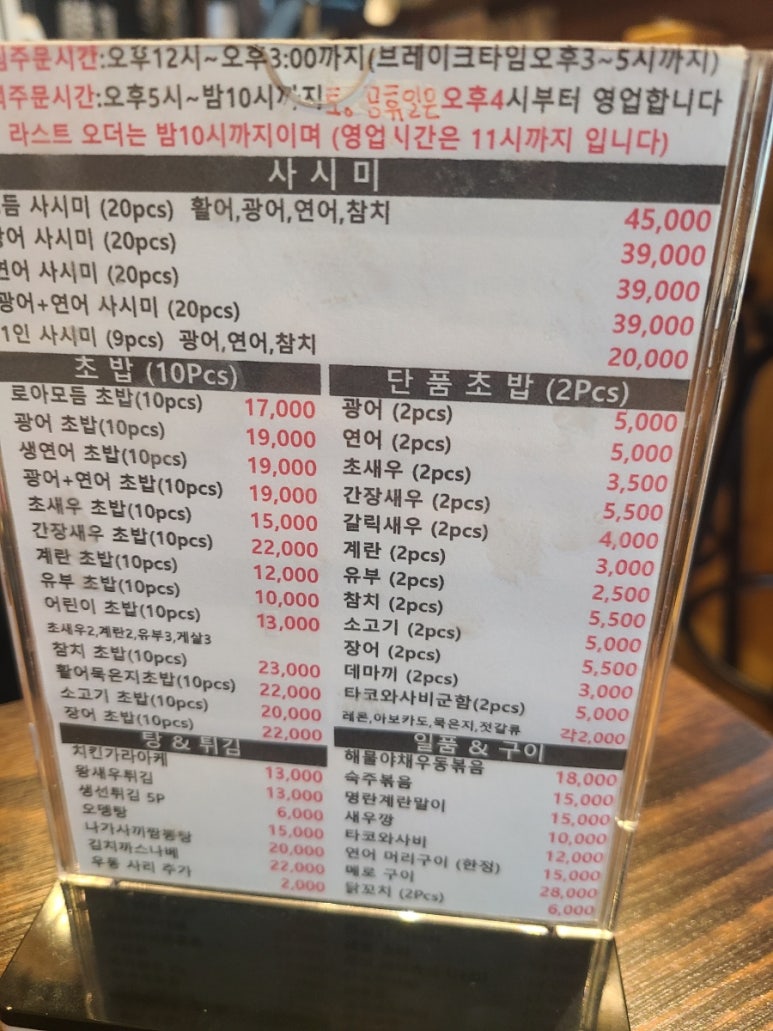 주문시간:오후12시~오후3:00까지(브레이크타임오후3~5시까지)
주문시간:오후5시~밤10시까지 토, 공휴일은 오후4시부터 영업합니다
라스트 오더는 밤10시까지이며 (영업시간은 11시까지 입니다)
사시미
듬 사시미 (20pcs) 활어,광어,연어,참치 45,000
어 사시미 (20pcs) 39,000
연어 사시미 (20pcs) 39,000
광어+연어 사시미 (20pcs) 39,000
1인 사시미 (9pcs) 광어,연어,참치 20,000
초밥 (10Pcs)
로아모듬 초밥(10pcs) 17,000
광어 초밥(10pcs) 19,000
생연어 초밥(10pcs) 19,000
광어+연어 초밥(10pcs) 19,000
초새우 초밥(10pcs) 15,000
간장새우 초밥(10pcs) 22,000
계란 초밥(10pcs) 12,000
유부 초밥(10pcs) 10,000
어린이 초밥(10pcs) 13,000
초새우2,계란2,유부3,게살3
참치 초밥(10pcs) 23,000
활어묵은지초밥(10pcs) 22,000
소고기 초밥(10pcs) 20,000
장어 초밥(10pcs) 22,000
단품초밥 (2Pcs)
광어 (2pcs) 5,000
연어 (2pcs) 5,000
초새우 (2pcs) 3,500
간장새우 (2pcs) 5,500
갈릭새우 (2pcs) 4,000
계란 (2pcs) 3,000
유부 (2pcs) 2,500
참치 (2pcs) 5,500
소고기 (2pcs) 5,000
장어 (2pcs) 5,500
데마끼 (2pcs) 3,000
타코와사비군함(2pcs) 5,000
레몬,아보카도,묵은지,젓갈류 각2,000
탕 & 튀김
치킨가라아케 13,000
왕새우튀김 13,000
생선튀김 5P 6,000
오뎅탕 15,000
나가사끼짬뽕탕 20,000
김치까스나베 22,000
우동 사리 추가 2,000
일품 & 구이
해물야채우동볶음 18,000
숙주볶음 15,000
명란계란말이 15,000
새우깡 10,000
타코와사비 12,000
연어 머리구이 (한정) 15,000
메로 구이 28,000
닭꼬치 (2Pcs) 6,000